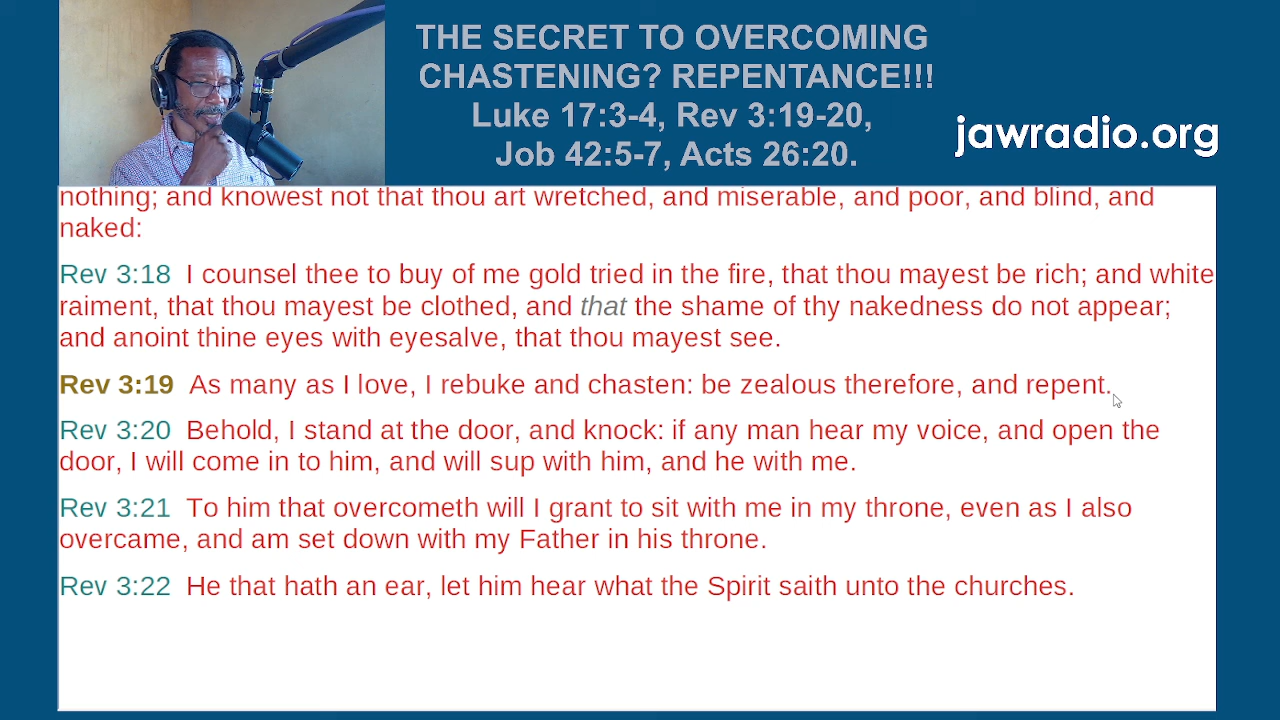 THE SECRET TO OVERCOMING
CHASTENING? REPENTANCE!!!
Luke 17:3-4, Rev 3:19-20,
Job 42:5-7, Acts 26:20.
jawradio.org
nothing; and knowest not that thou art wretched, and miserable, and poor, and blind, and
naked:
Rev 3:18 I counsel thee to buy of me gold tried in the fire, that thou mayest be rich; and white
raiment, that thou mayest be clothed, and that the shame of thy nakedness do not appear;
and anoint thine eyes with eyesalve, that thou mayest see.
Rev 3:19 As many as I love, I rebuke and chasten: be zealous therefore, and repent.
Rev 3:20 Behold, I stand at the door, and knock: if any man hear my voice, and open the
door, I will come in to him, and will sup with him, and he with me.
Rev 3:21 To him that overcometh will I grant to sit with me in my throne, even as I also
overcame, and am set down with my Father in his throne.
Rev 3:22 He that hath an ear, let him hear what the Spirit saith unto the churches.